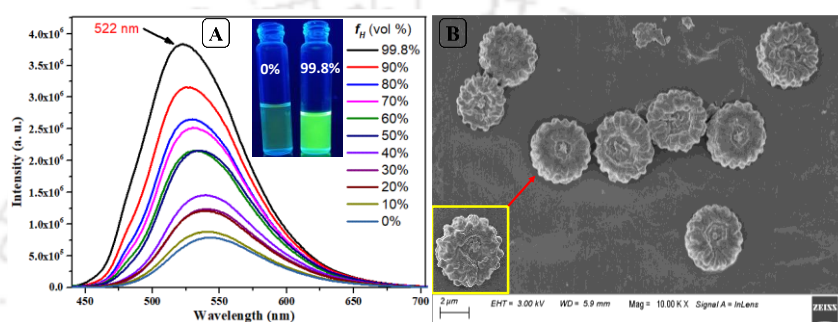 A
522 nm
0%
99.8%
f_H (vol %)
99.8%
90%
80%
70%
60%
50%
40%
30%
20%
10%
0%
4.0x10⁶
3.5x10⁶
3.0x10⁶
2.5x10⁶
2.0x10⁶
1.5x10⁶
1.0x10⁶
5.0x10⁵
0.0
Intensity (a. u.)
450 500 550 600 650 700
Wavelength (nm)
B
2 µm
EHT = 3.00 kV WD = 5.9 mm Mag = 10.00 K X Signal A = InLens
ZEISS